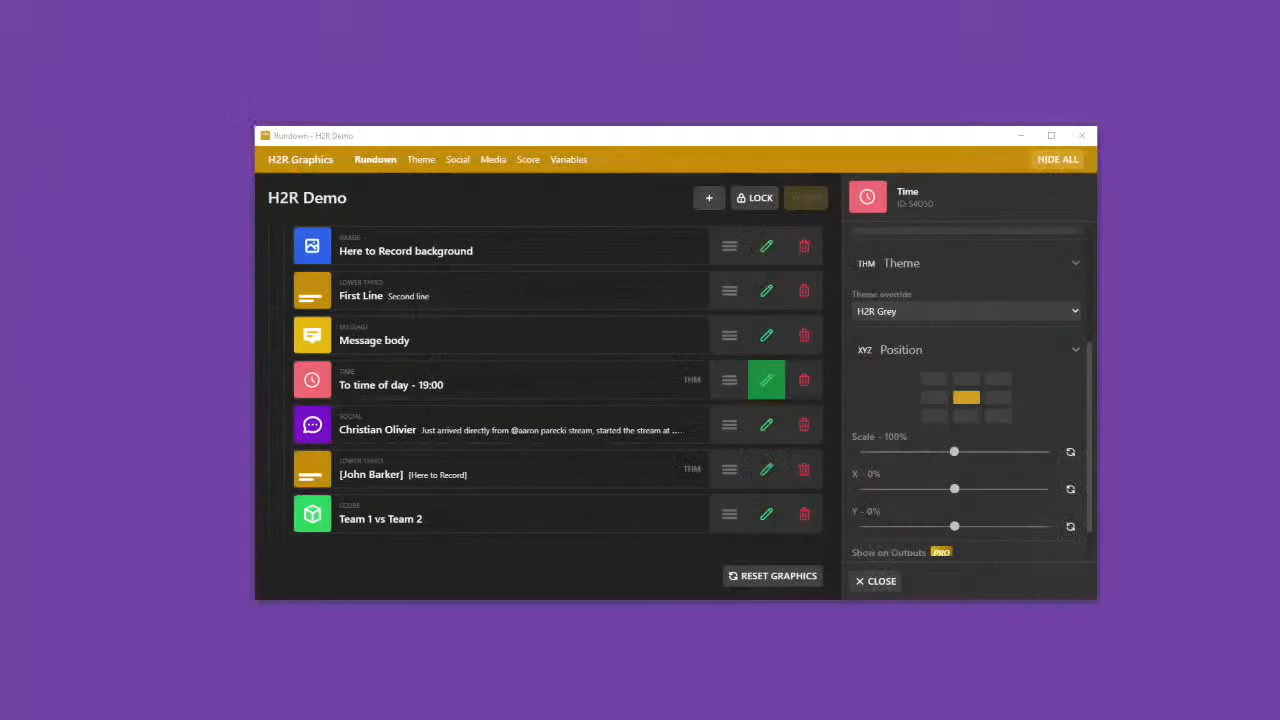 Rundown - H2R Demo
H2R Graphics Rundown Theme Social Media Score Variables HIDE ALL
H2R Demo
+ LOCK
IMAGE
Here to Record background
LOWER THIRD
First Line Second line
MESSAGE
Message body
TIME
To time of day - 19:00 THM
SOCIAL
Christian Olivier Just arrived directly from @aaron parecki stream, started the stream at .....
LOWER THIRD
[John Barker] [Here to Record] THM
SCORE
Team 1 vs Team 2
RESET GRAPHICS
Time
ID: S4OSO
THM Theme
Theme override
H2R Grey
XYZ Position
Scale - 100%
X - 0%
Y - 0%
Show on Outputs PRO
CLOSE